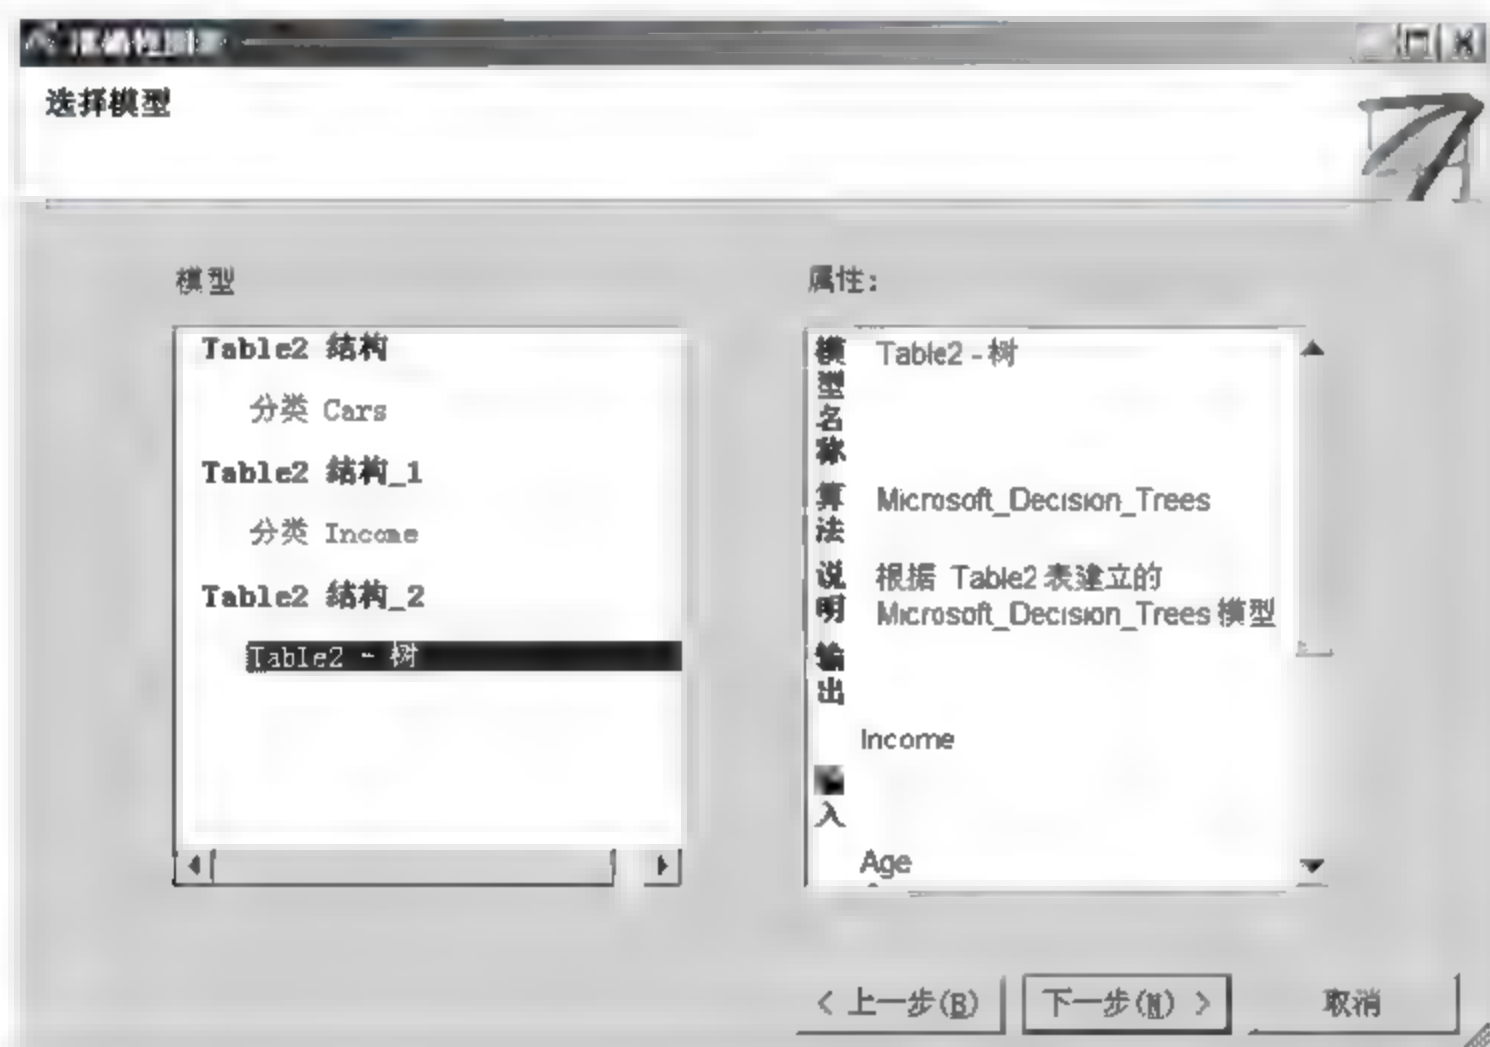 选择模型
模型
Table2 结构
分类 Cars
Table2 结构_1
分类 Income
Table2 结构_2
Table2 - 树
属性:
模型名称
Table2 - 树
算法
Microsoft_Decision_Trees
说明
根据 Table2 表建立的
Microsoft_Decision_Trees 模型
输出
Income
入
Age
< 上一步(B)
下一步(N) >
取消